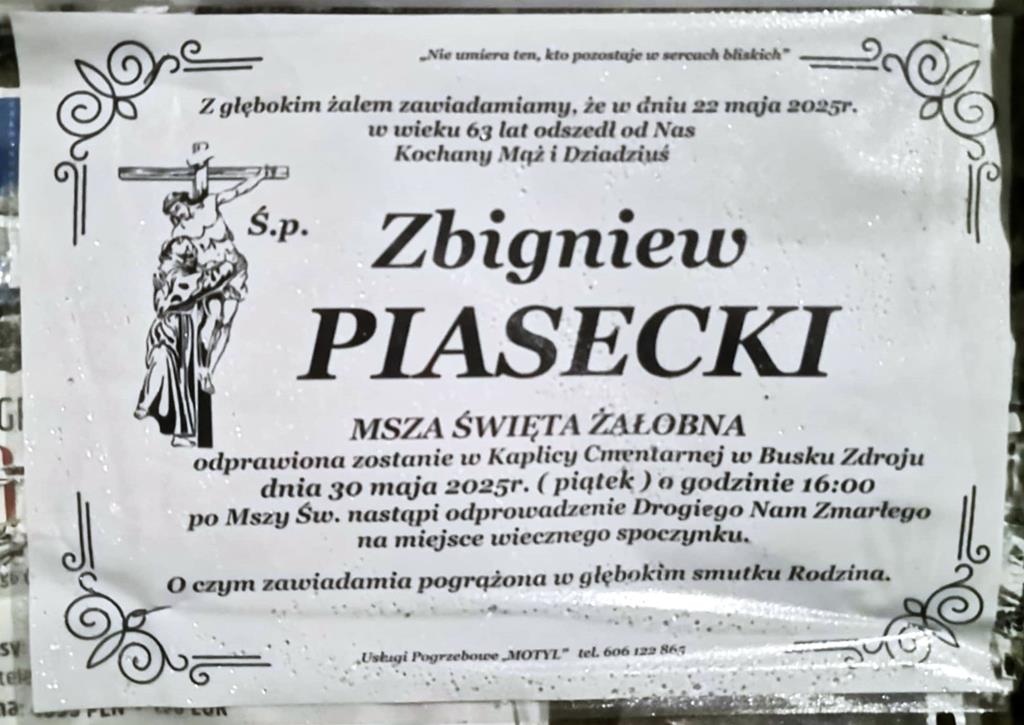 „Nie umiera ten, kto pozostaje w sercach bliskich"
Z głębokim żalem zawiadamiamy, że w dniu 22 maja 2025r.
w wieku 63 lat odszedł od Nas
Kochany Mąż i Dziadziuś
Ś.p.
Zbigniew
PIASECKI
MSZA ŚWIĘTA ŻAŁOBNA
odprawiona zostanie w Kaplicy Cmentarnej w Busku Zdroju
dnia 30 maja 2025r. ( piątek ) o godzinie 16:00
po Mszy Św. nastąpi odprowadzenie Drogiego Nam Zmarłego
na miejsce wiecznego spoczynku.
O czym zawiadamia pogrążona w głębokim smutku Rodzina.
Usługi Pogrzebowe „MOTYL" tel. 606 122 865